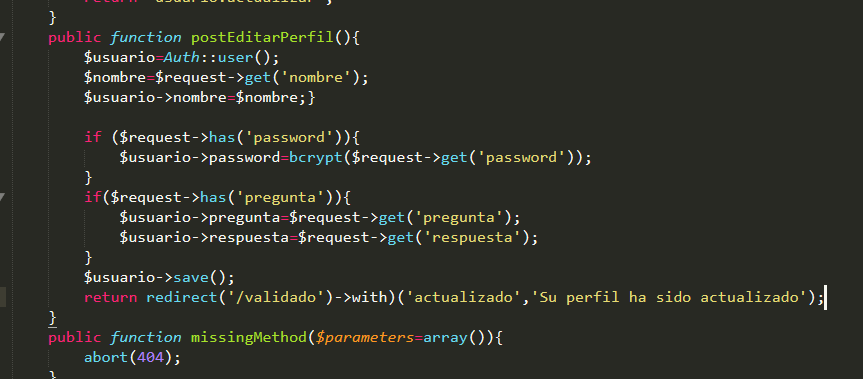 return 'usuario.actualizar';
}
public function postEditarPerfil(){
$usuario=Auth::user();
$nombre=$request->get('nombre');
$usuario->nombre=$nombre;}
if ($request->has('password')){
$usuario->password=bcrypt($request->get('password'));
}
if($request->has('pregunta')){
$usuario->pregunta=$request->get('pregunta');
$usuario->respuesta=$request->get('respuesta');
}
$usuario->save();
return redirect('/validado')->with)('actualizado','Su perfil ha sido actualizado');
}
public function missingMethod($parameters=array()){
abort(404);
}